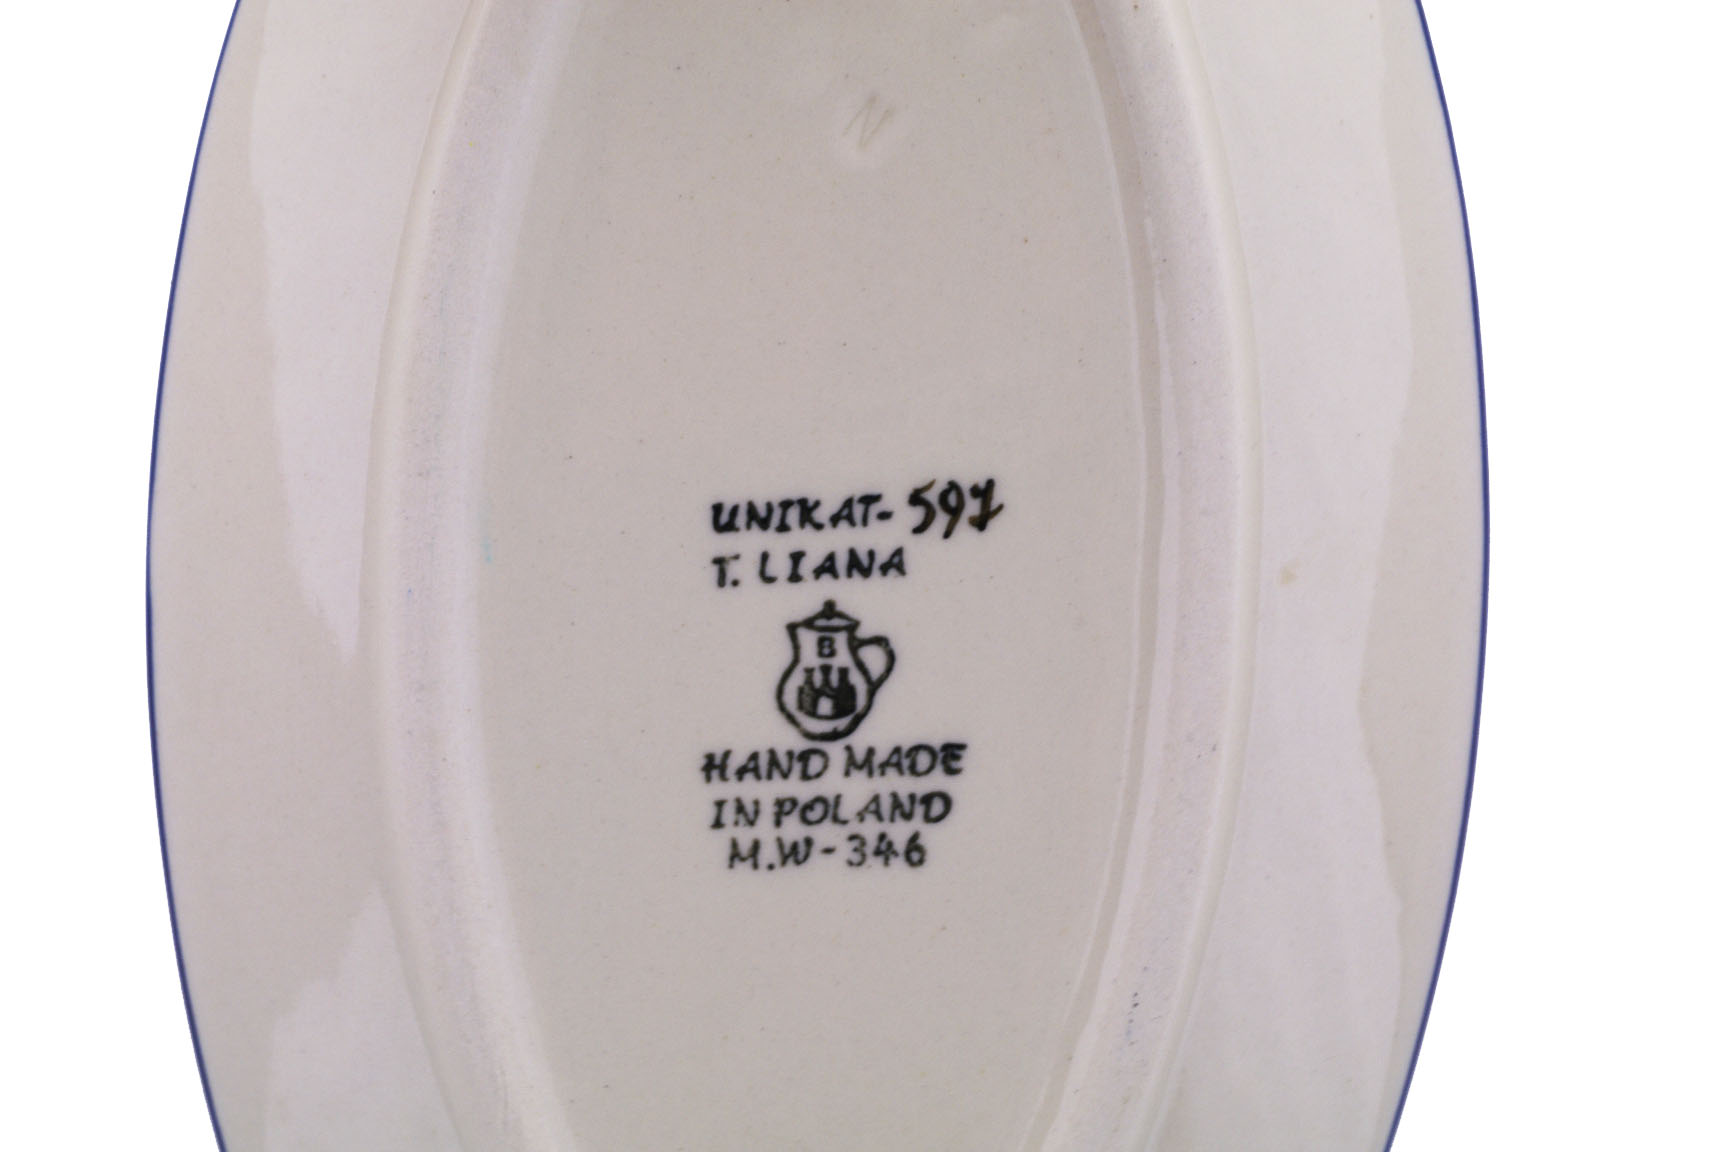 N
UNIKAT-597
T. LIANA
B
HAND MADE
IN POLAND
M.W-346